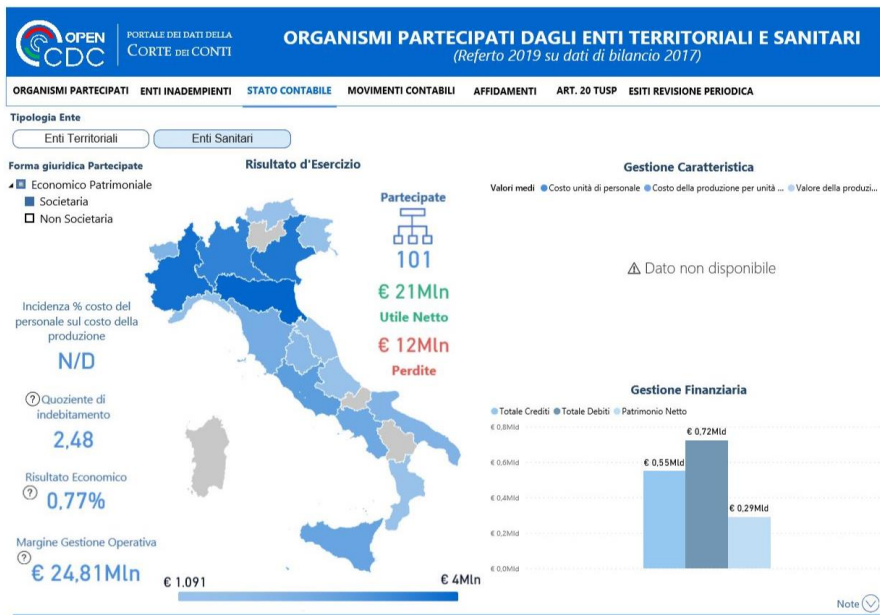 OPEN
CDC
PORTALE DEI DATI DELLA
CORTE DEI CONTI
ORGANISMI PARTECIPATI DAGLI ENTI TERRITORIALI E SANITARI
(Referto 2019 su dati di bilancio 2017)
ORGANISMI PARTECIPATI ENTI INADEMPIENTI STATO CONTABILE MOVIMENTI CONTABILI AFFIDAMENTI ART. 20 TUSP ESITI REVISIONE PERIODICA
Tipologia Ente
Enti Territoriali Enti Sanitari
Forma giuridica Partecipate
Economico Patrimoniale
Societaria
Non Societaria
Incidenza % costo del
personale sul costo della
produzione
N/D
? Quoziente di
indebitamento
2,48
Risultato Economico
? 0,77%
Margine Gestione Operativa
?
€ 24,81Mln
Risultato d'Esercizio
Partecipate
101
€ 21Mln
Utile Netto
€ 12Mln
Perdite
€ 1.091 € 4Mln
Gestione Caratteristica
Valori medi Costo unità di personale Costo della produzione per unità ... Valore della produzi...
Dato non disponibile
Gestione Finanziaria
Totale Crediti Totale Debiti Patrimonio Netto
€ 0,8Mld
€ 0,6Mld
€ 0,4Mld
€ 0,2Mld
€ 0,0Mld
€ 0,55Mld
€ 0,72Mld
€ 0,29Mld
Note